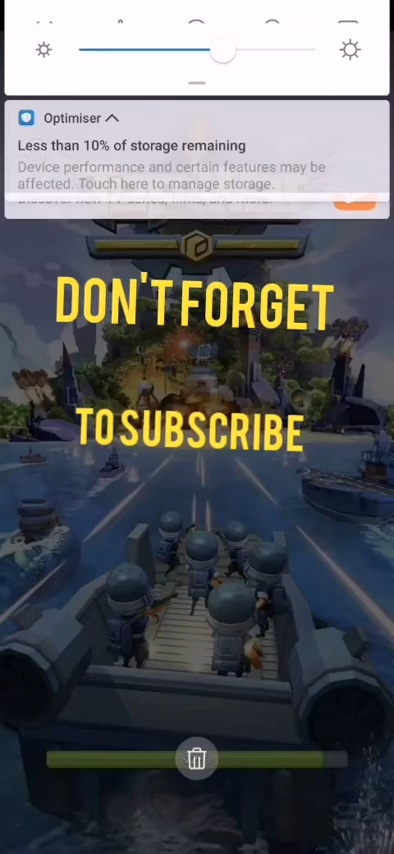 Optimiser
Less than 10% of storage remaining
Device performance and certain features may be
affected. Touch here to manage storage.
DON'T FORGET
TO SUBSCRIBE